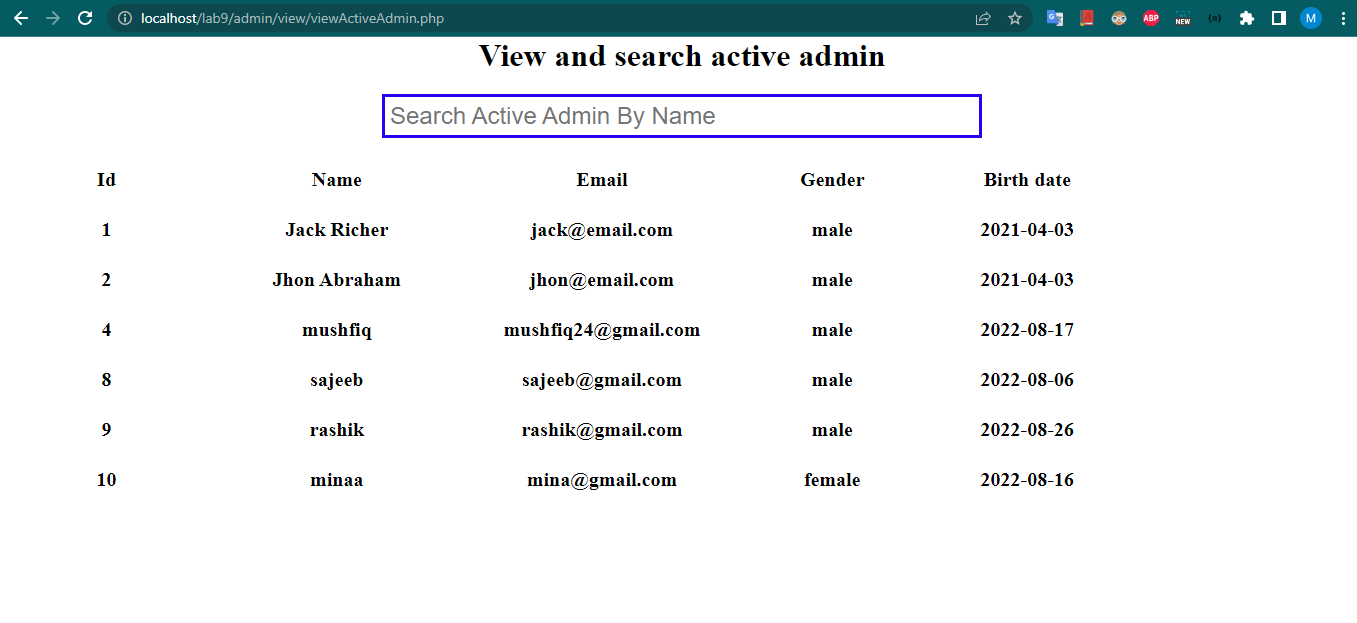 localhost/lab9/admin/view/viewActiveAdmin.php
ABP
NEW
M
View and search active admin
Search Active Admin By Name
Id Name Email Gender Birth date
1 Jack Richer jack@email.com male 2021-04-03
2 Jhon Abraham jhon@email.com male 2021-04-03
4 mushfiq mushfiq24@gmail.com male 2022-08-17
8 sajeeb sajeeb@gmail.com male 2022-08-06
9 rashik rashik@gmail.com male 2022-08-26
10 minaa mina@gmail.com female 2022-08-16